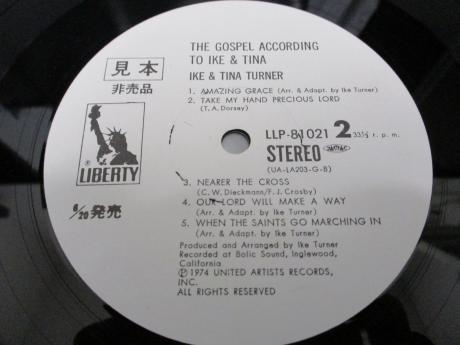 THE GOSPEL ACCORDING
TO IKE & TINA
IKE & TINA TURNER
見本
非売品
1. AMAZING GRACE (Arr. & Adapt. by Ike Turner)
2. TAKE MY HAND PRECIOUS LORD
(T. A. Dorsey)
LLP-81021 2 33⅓ r. p. m.
STEREO
(UA-LA203-G-B)
® LIBERTY
6/20発売
3. NEARER THE CROSS
(C. W. Dieckmann/F. J. Crosby)
4. OUR LORD WILL MAKE A WAY
(Arr. & Adapt. by Ike Turner)
5. WHEN THE SAINTS GO MARCHING IN
(Arr. & Adapt. by Ike Turner)
Produced and Arranged by Ike Turner
Recorded at Bolic Sound, Inglewood,
California
Ⓟ1974 UNITED ARTISTS RECORDS,
INC.
ALL RIGHTS RESERVED